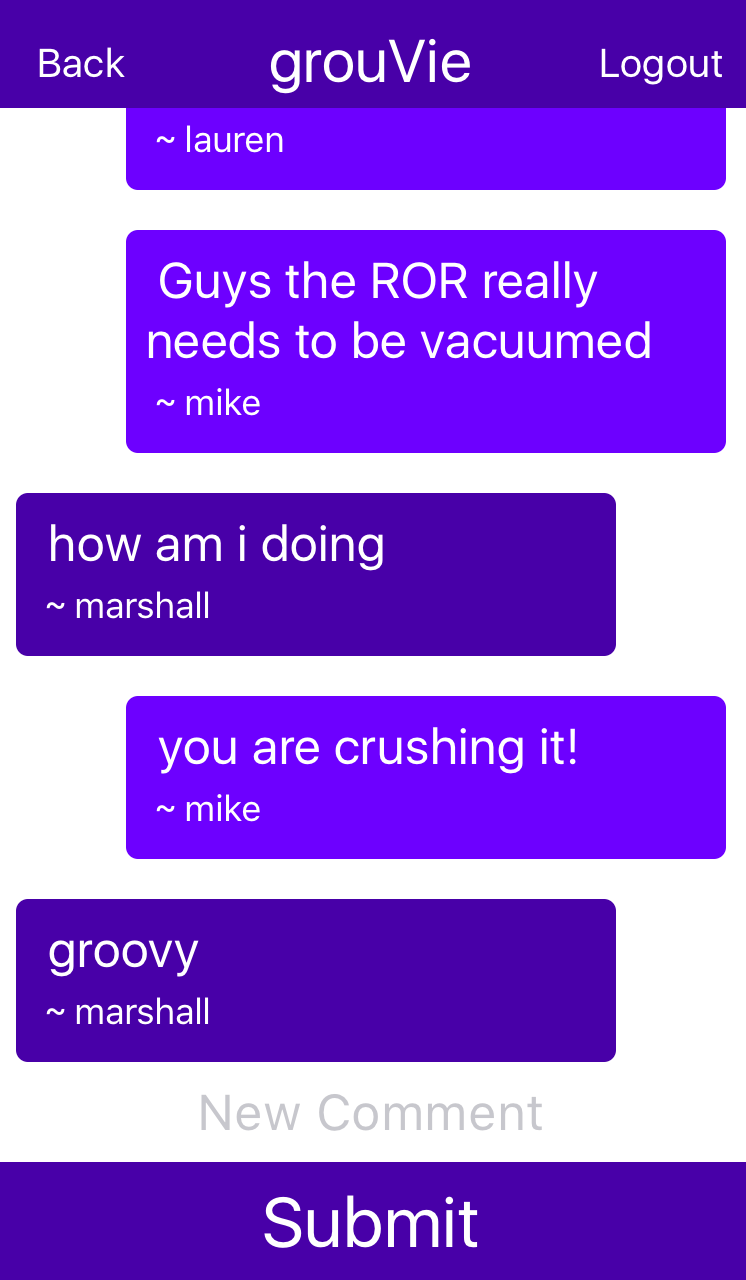 Back grouVie Logout
~ lauren
Guys the ROR really
needs to be vacuumed
~ mike
how am i doing
~ marshall
you are crushing it!
~ mike
groovy
~ marshall
New Comment
Submit